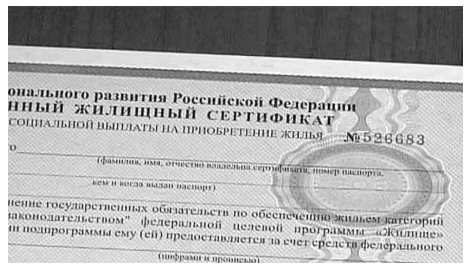 онального развития Российской Федерации
ННЫЙ ЖИЛИЩНЫЙ СЕРТИФИКАТ
СОЦИАЛЬНОЙ ВЫПЛАТЫ НА ПРИОБРЕТЕНИЕ ЖИЛЬЯ №526683
о
(фамилия, имя, отчество владельца сертификата, номер паспорта,
кем и когда выдан паспорт)
нение государственных обязательств по обеспечению жильем категорий
аконодательством" федеральной целевой программы «Жилище»
ии подпрограммы ему (ей) предоставляется за счет средств федерального
(цифрами и прописью)